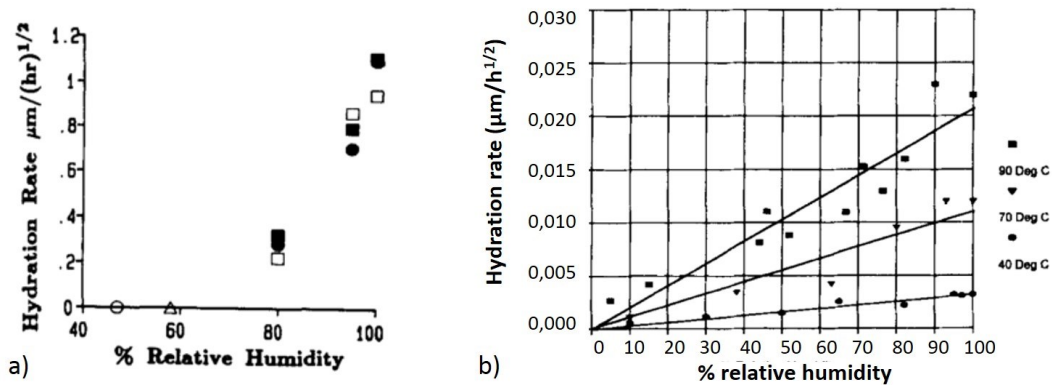 1.2
1
.8
.6
.4
.2
0
40
60
80
100
Hydration Rate μm/(hr)1/2
% Relative Humidity
a)
0,030
0,025
0,020
0,015
0,010
0,005
0,000
0 10 20 30 40 50 60 70 80 90 100
Hydration rate (μm/h1/2)
% relative humidity
90 Deg C
70 Deg C
40 Deg C
b)